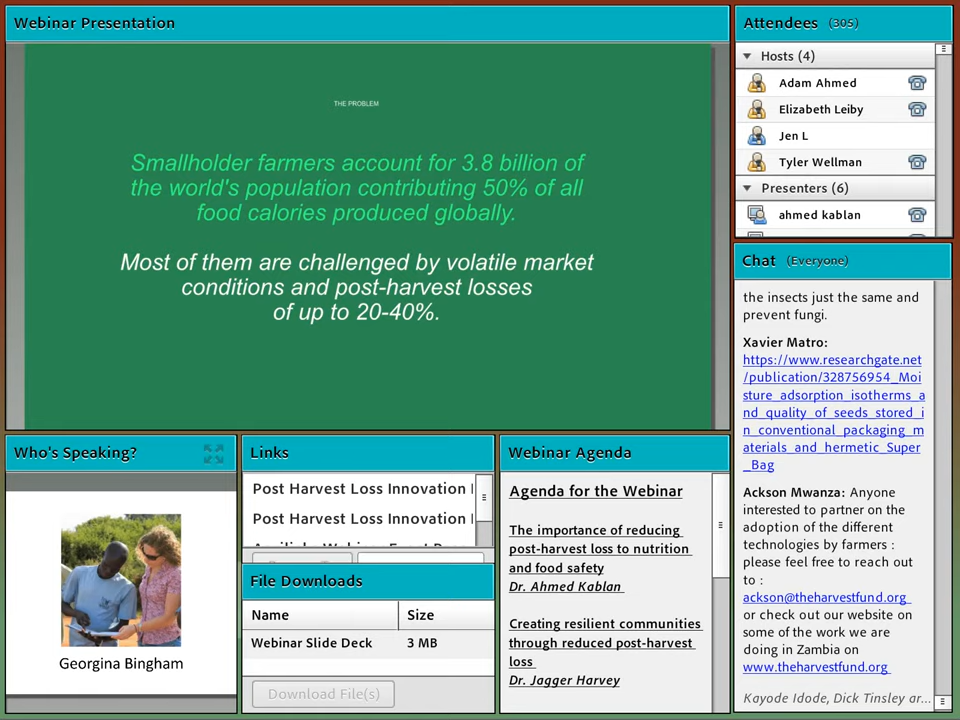 Webinar Presentation
THE PROBLEM
Smallholder farmers account for 3.8 billion of
the world's population contributing 50% of all
food calories produced globally.
Most of them are challenged by volatile market
conditions and post-harvest losses
of up to 20-40%.
Attendees (305)
Hosts (4)
Adam Ahmed
Elizabeth Leiby
Jen L
Tyler Wellman
Presenters (6)
ahmed kablan
Chat (Everyone)
the insects just the same and
prevent fungi.
Xavier Matro:
https://www.researchgate.net
/publication/328756954_Moi
sture_adsorption_isotherms_a
nd_quality_of_seeds_stored_i
n_conventional_packaging_m
aterials_and_hermetic_Super
_Bag
Ackson Mwanza: Anyone
interested to partner on the
adoption of the different
technologies by farmers :
please feel free to reach out
to :
ackson@theharvestfund.org
or check out our website on
some of the work we are
doing in Zambia on
www.theharvestfund.org
Kayode Idode, Dick Tinsley ar...
Who's Speaking?
Georgina Bingham
Links
Post Harvest Loss Innovation
Post Harvest Loss Innovation
File Downloads
Name Size
Webinar Slide Deck 3 MB
Download File(s)
Webinar Agenda
Agenda for the Webinar
The importance of reducing
post-harvest loss to nutrition
and food safety
Dr. Ahmed Kablan
Creating resilient communities
through reduced post-harvest
loss
Dr. Jagger Harvey